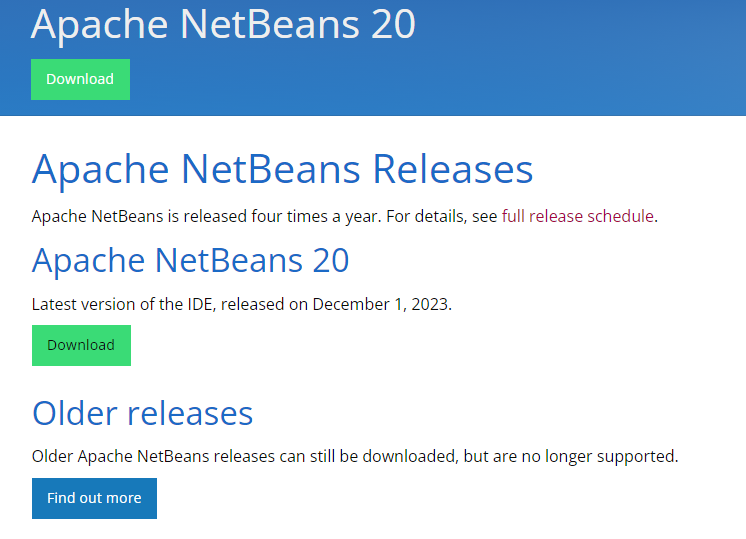 Apache NetBeans 20
Download
Apache NetBeans Releases
Apache NetBeans is released four times a year. For details, see full release schedule.
Apache NetBeans 20
Latest version of the IDE, released on December 1, 2023.
Download
Older releases
Older Apache NetBeans releases can still be downloaded, but are no longer supported.
Find out more